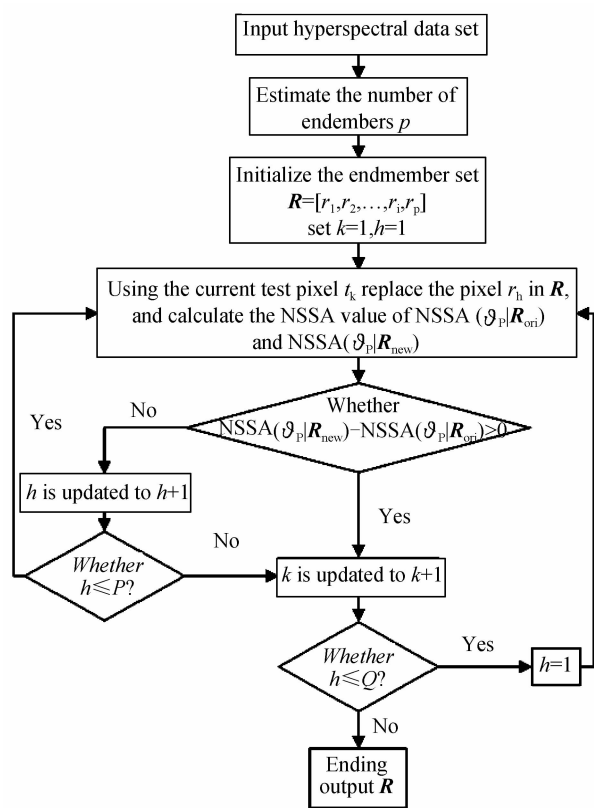 Input hyperspectral data set
Estimate the number of
endembers p
Initialize the endmember set
R=[r1,r2,…,ri,rp]
set k=1,h=1
Using the current test pixel tk replace the pixel rh in R,
and calculate the NSSA value of NSSA (ϑP|Rori)
and NSSA(ϑP|Rnew)
Yes
No
Whether
NSSA(ϑP|Rnew)−NSSA(ϑP|Rori)>0
h is updated to h+1
Yes
Whether
h≤P?
No
k is updated to k+1
Whether
h≤Q?
Yes
h=1
No
Ending
output R